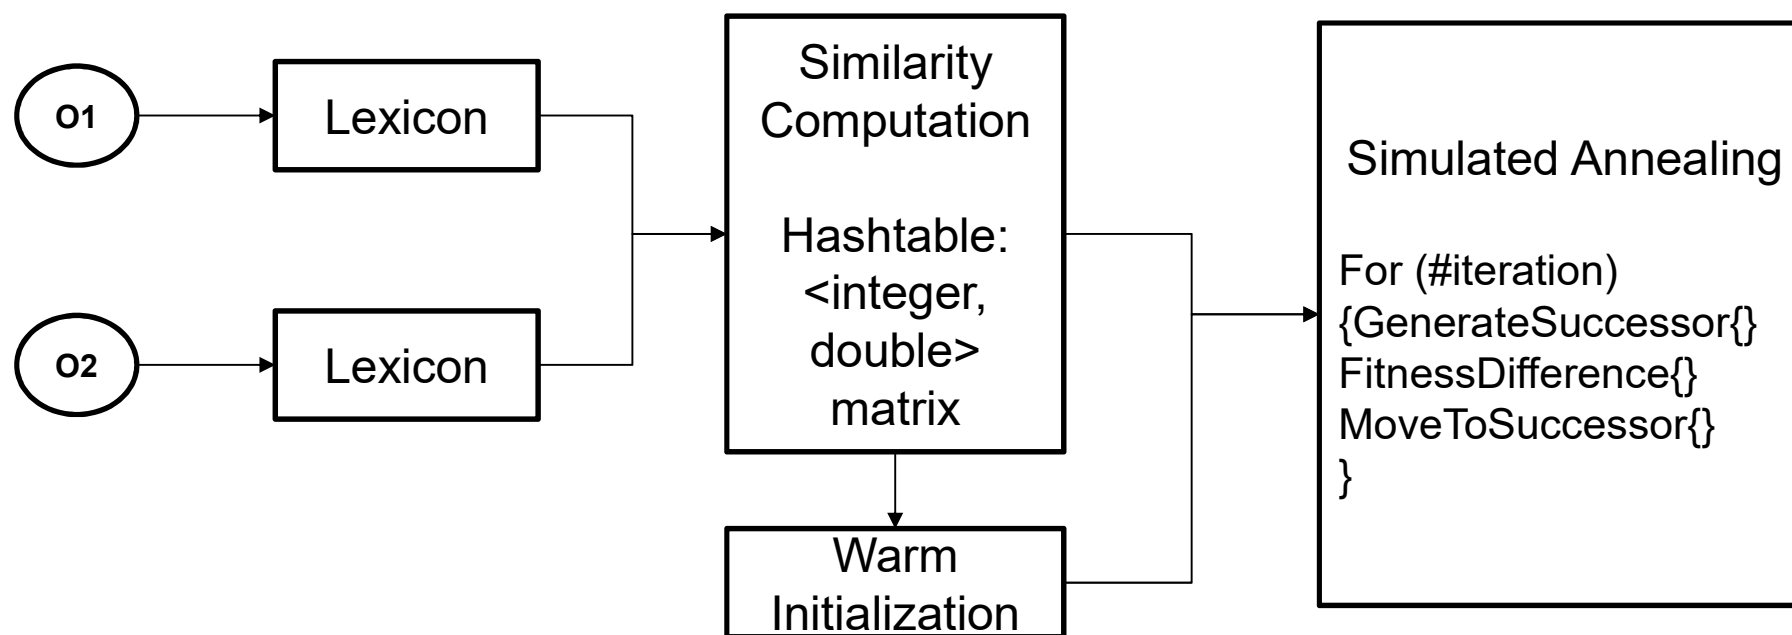 O1
Lexicon
O2
Lexicon
Similarity
Computation
Hashtable:
<integer,
double>
matrix
Warm
Initialization
Simulated Annealing
For (#iteration)
{GenerateSuccessor{}
FitnessDifference{}
MoveToSuccessor{}
}